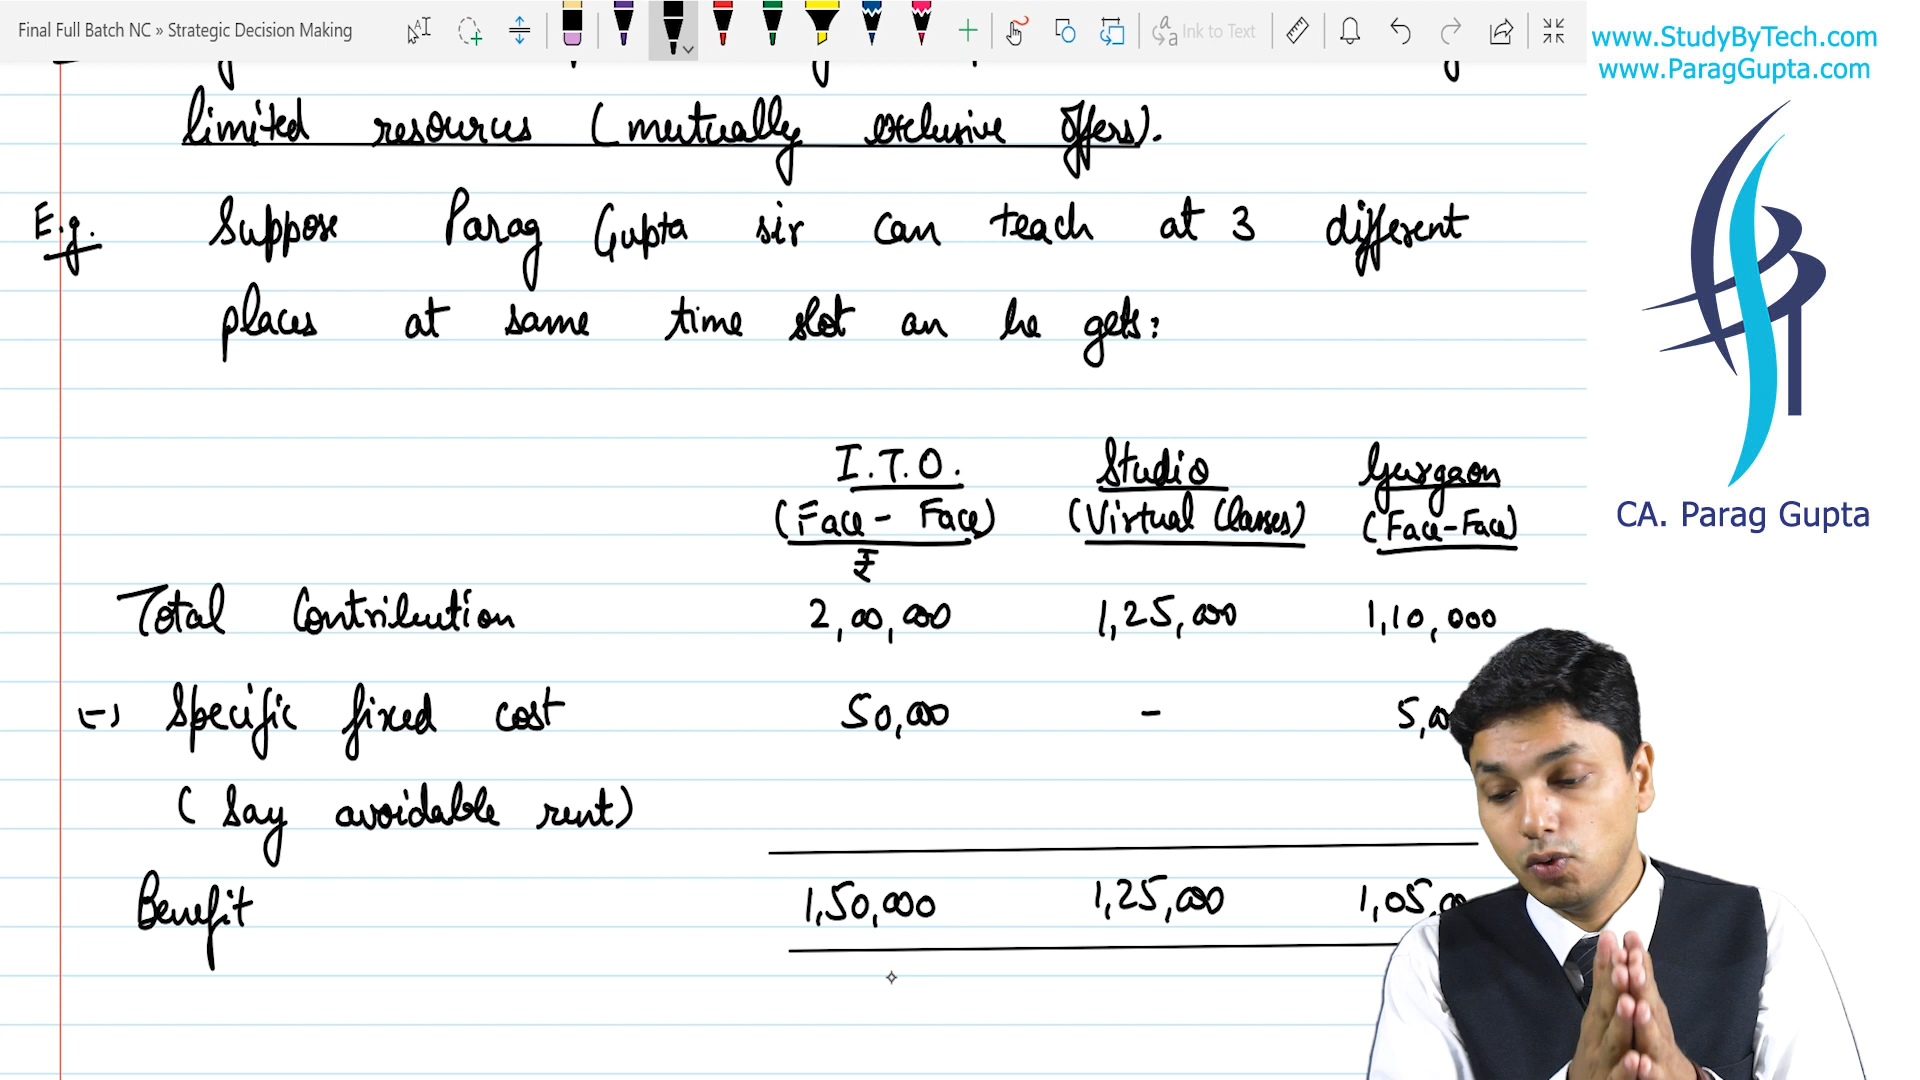 Final Full Batch NC » Strategic Decision Making
Ink to Text
www.StudyByTech.com
www.ParagGupta.com
limited resources (mutually exclusive offers).
E.g. Suppose Parag Gupta sir can teach at 3 different
places at same time slot an he gets:
I.T.O. Studio Gurgaon
(Face - Face) (Virtual Classes) (Face-Face)
₹
CA. Parag Gupta
Total Contribution 2,00,000 1,25,000 1,10,000
(-) Specific fixed cost 50,000 -
(Say avoidable rent)
Benefit 1,50,000 1,25,000